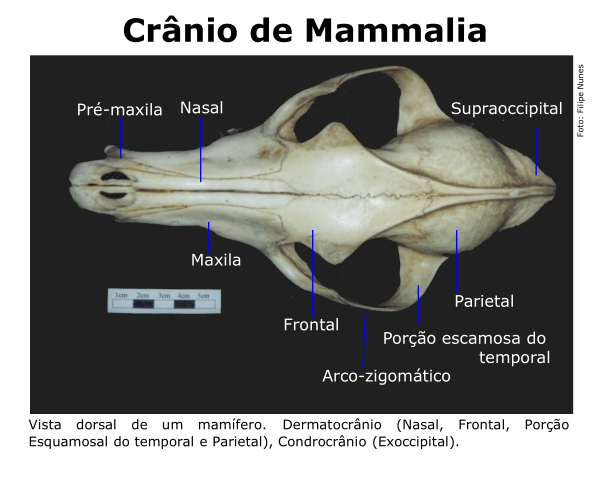 Crânio de Mammalia
Foto: Filipe Nunes
Pré-maxila
Nasal
Supraoccipital
Maxila
1cm 2cm 3cm 4cm 5cm
Parietal
Frontal
Porção escamosa do
temporal
Arco-zigomático
Vista dorsal de um mamífero. Dermatocrânio (Nasal, Frontal, Porção
Esquamosal do temporal e Parietal), Condrocrânio (Exoccipital).